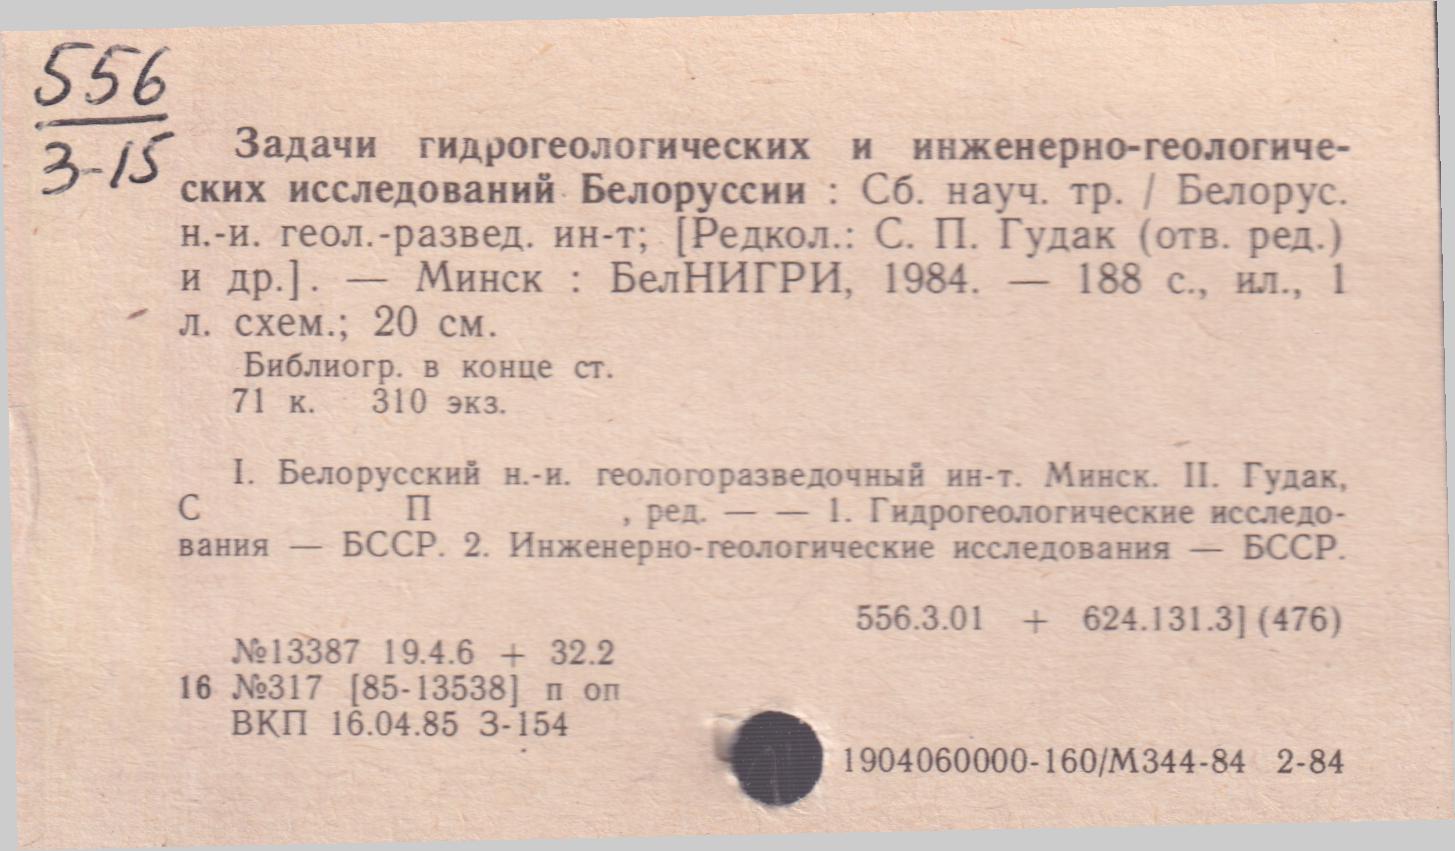 556
З-15
Задачи гидрогеологических и инженерно-геологиче-
ских исследований Белоруссии : Сб. науч. тр. / Белорус.
н.-и. геол.-развед. ин-т; [Редкол.: С. П. Гудак (отв. ред.)
и др.]. — Минск : БелНИГРИ, 1984. — 188 с., ил., 1
л. схем.; 20 см.
Библиогр. в конце ст.
71 к. 310 экз.
I. Белорусский н.-и. геологоразведочный ин-т. Минск. II. Гудак,
С П , ред. — — 1. Гидрогеологические исследо-
вания — БССР. 2. Инженерно-геологические исследования — БССР.
556.3.01 + 624.131.3] (476)
№13387 19.4.6 + 32.2
16 №317 [85-13538] п оп
ВКП 16.04.85 З-154
1904060000-160/М344-84 2-84